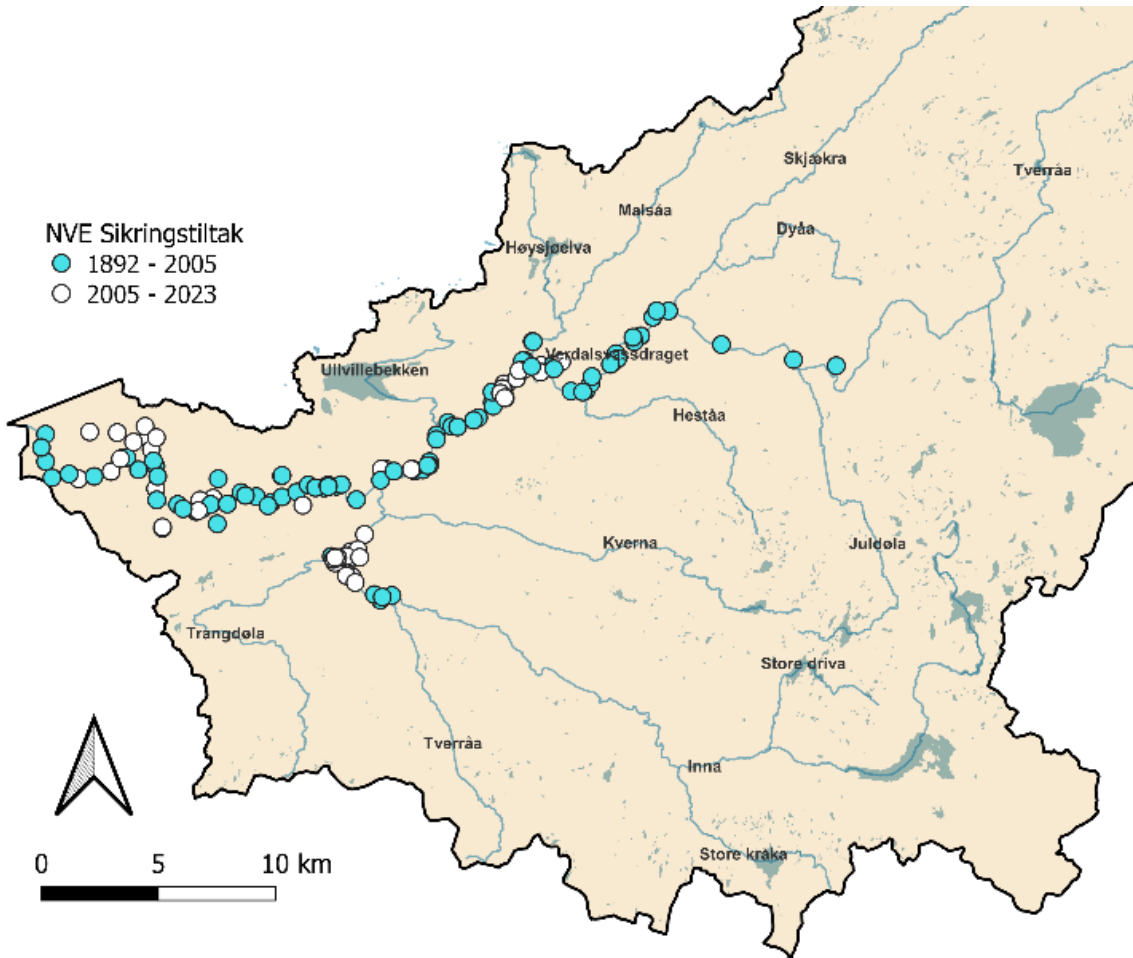 Skjækra
Tverråa
Malsåa
Dyåa
Høysjøelva
NVE Sikringstiltak
1892 - 2005
2005 - 2023
Verdalsvassdraget
Ullvillebekken
Heståa
Kverna
Juldøla
Trangdøla
Store driva
Tverråa
Inna
Store kråka
0 5 10 km